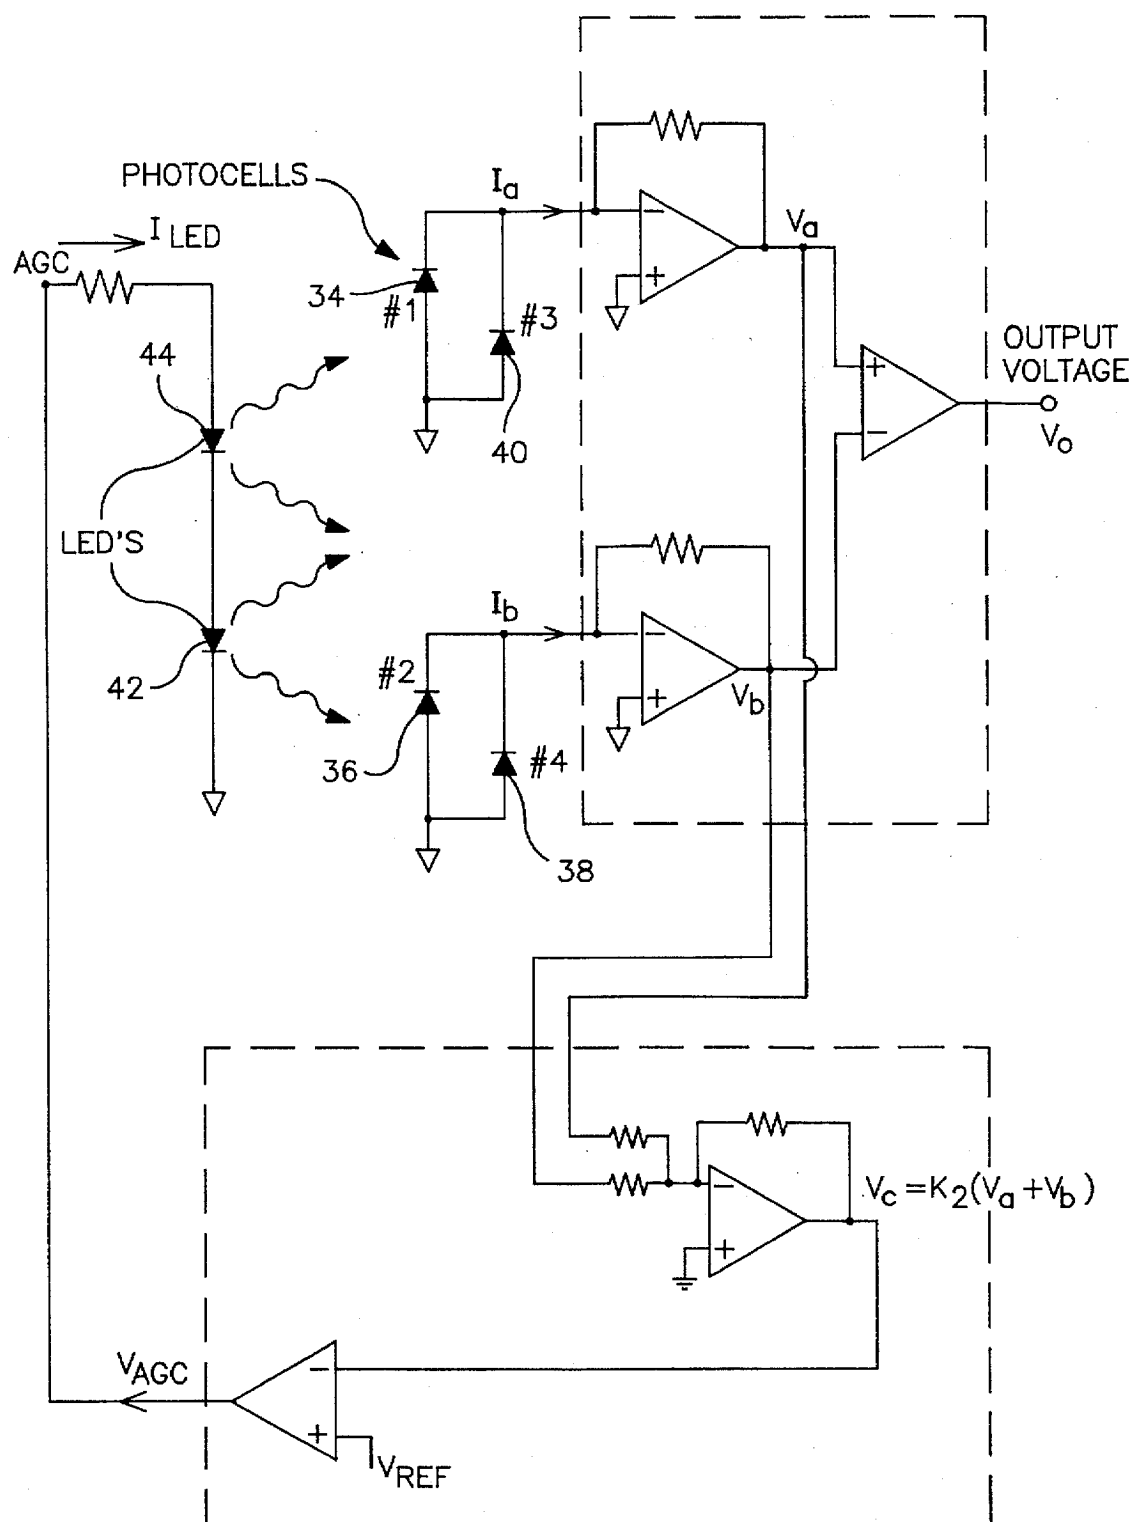 PHOTOCELLS
I LED
AGC
Ia
Va
34
#1
#3
40
44
LED'S
42
OUTPUT
VOLTAGE
Vo
Ib
Vb
#2
36
#4
38
Vc=K2(Va+Vb)
VAGC
VREF